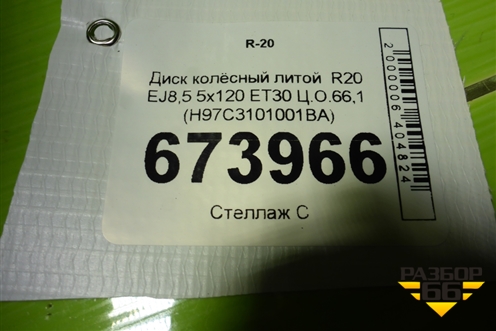 R-20
Диск колёсный литой R20
EJ8,5 5x120 ET30 Ц.О.66,1
(H97C3101001BA)
673966
Стеллаж С
2000006404824
РАЗБОР
66